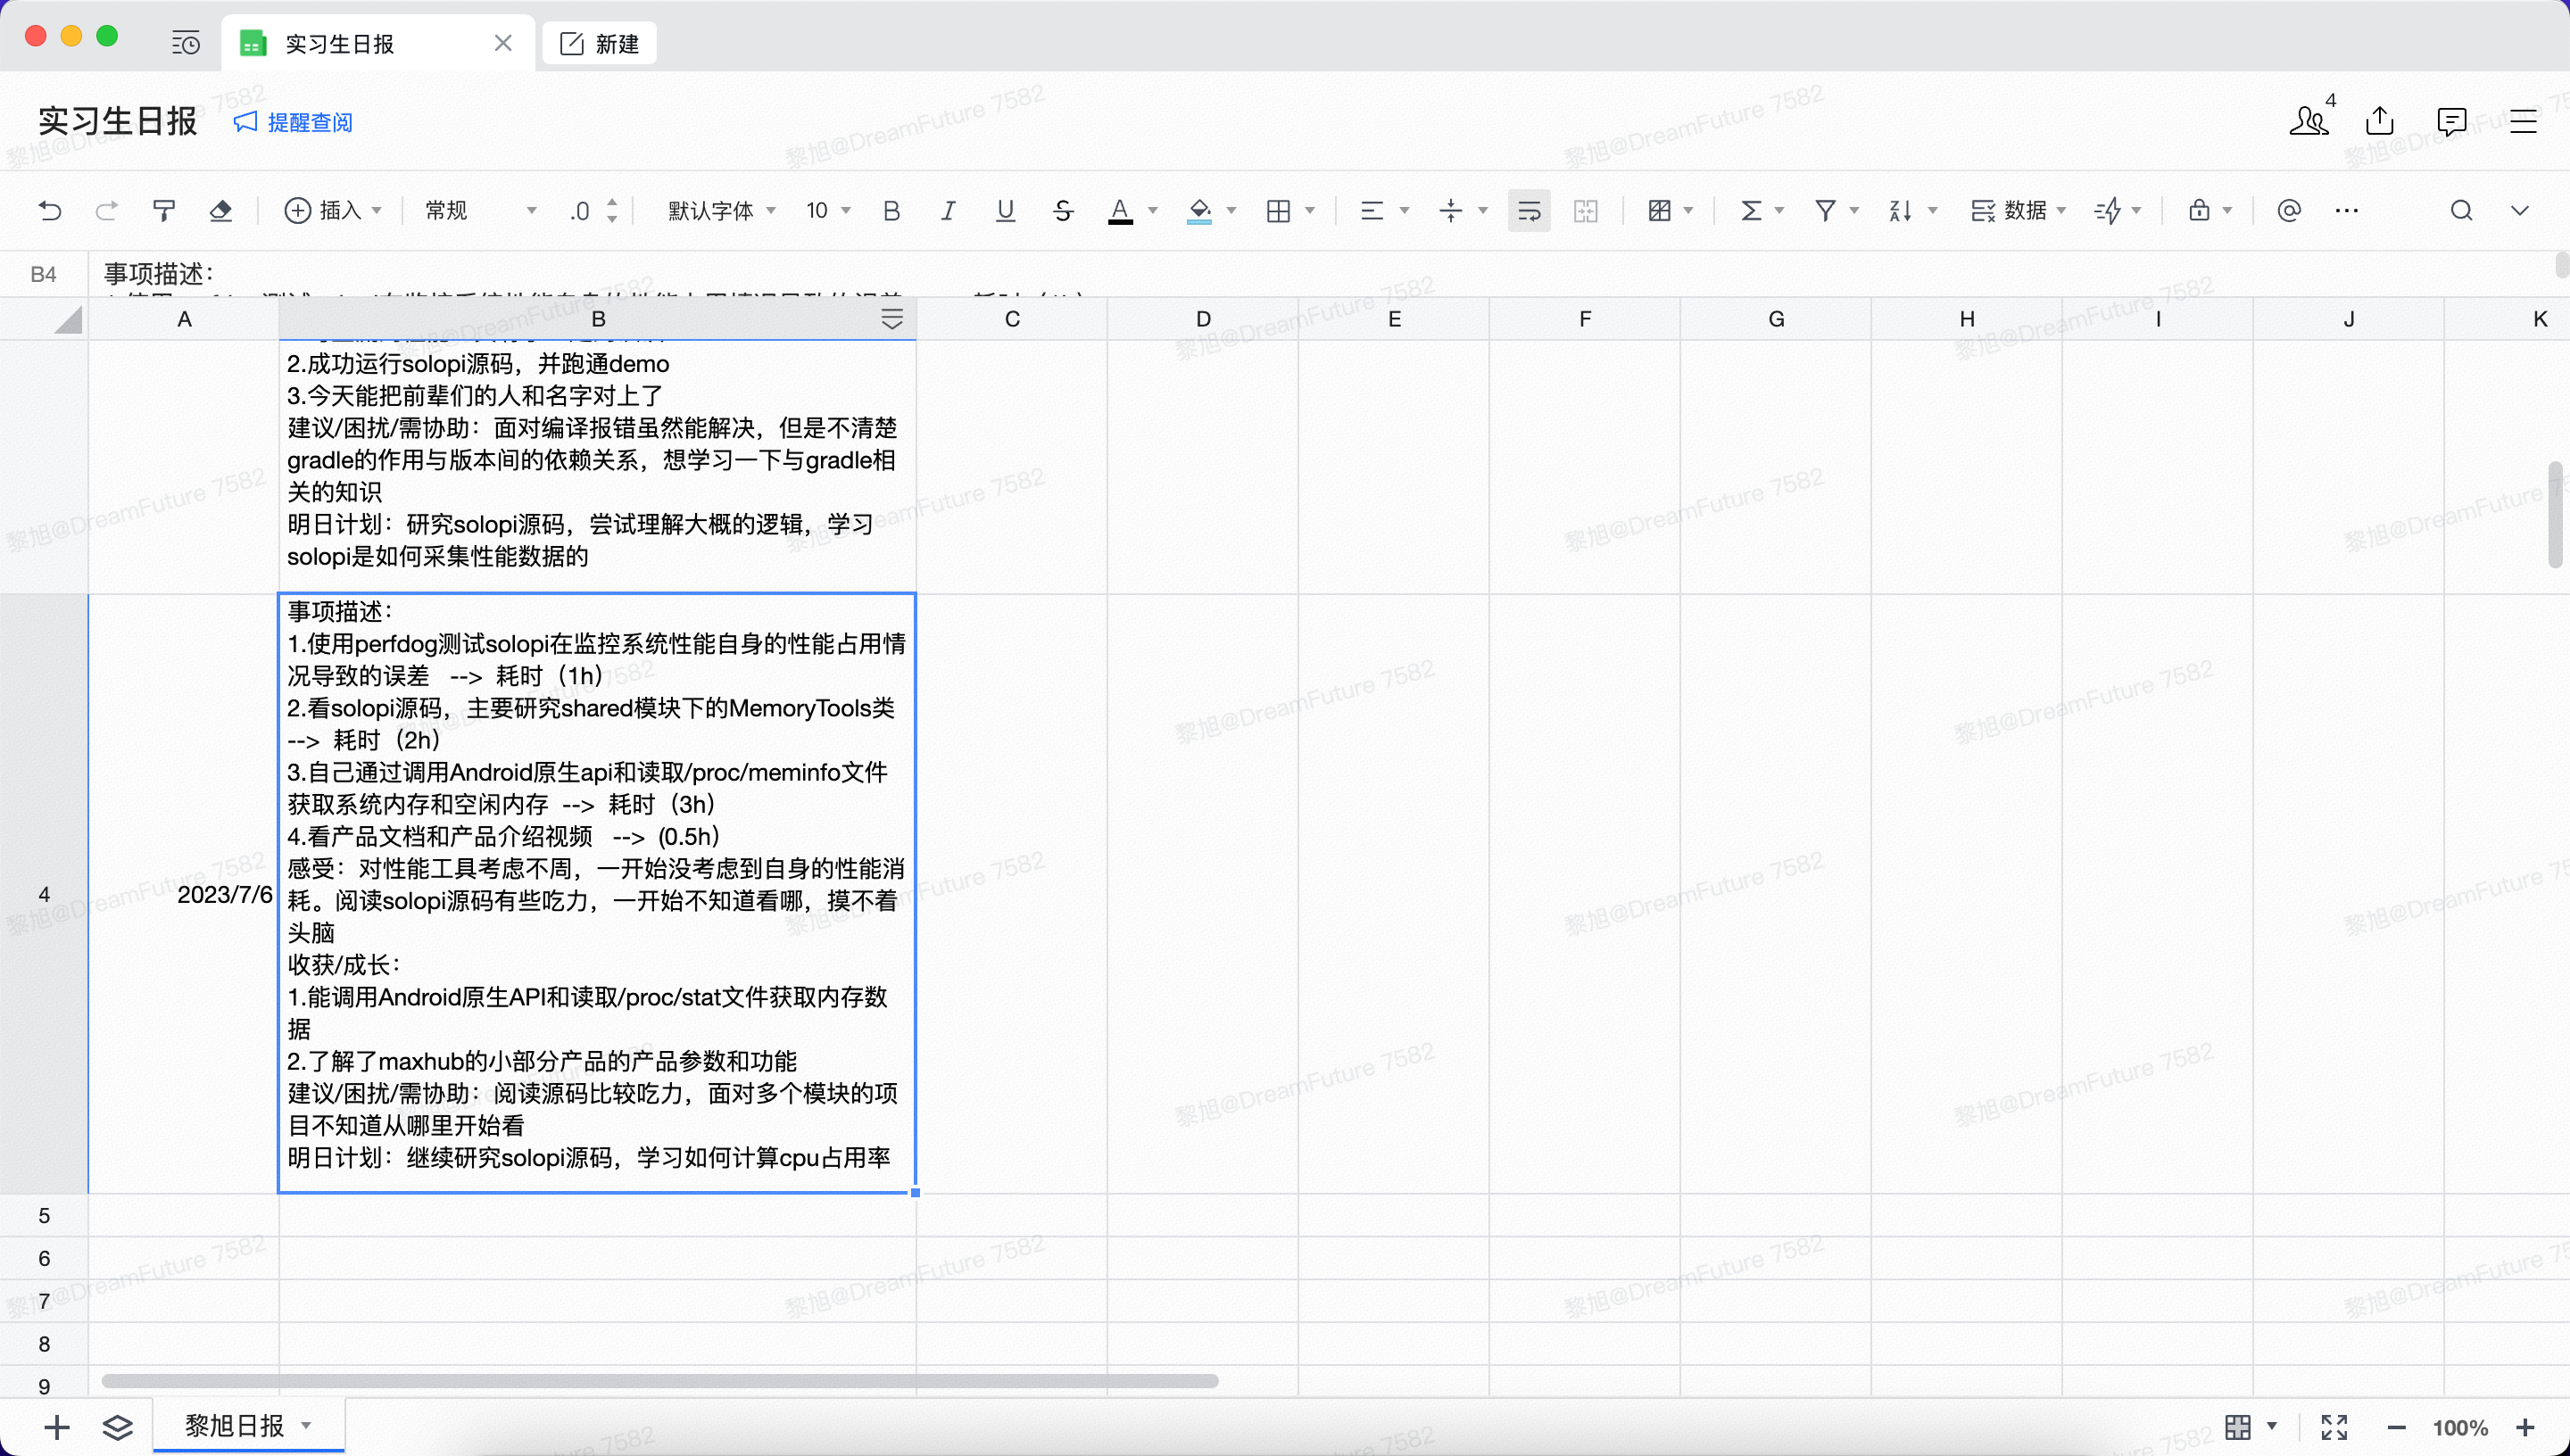 实习生日报
新建
实习生日报
提醒查阅
4
插入
常规
.0
默认字体
10
B
I
U
S
A
数据
B4
事项描述：
A
B
C
D
E
F
G
H
I
J
K
2.成功运行solopi源码，并跑通demo
3.今天能把前辈们的人和名字对上了
建议/困扰/需协助：面对编译报错虽然能解决，但是不清楚
gradle的作用与版本间的依赖关系，想学习一下与gradle相
关的知识
明日计划：研究solopi源码，尝试理解大概的逻辑，学习
solopi是如何采集性能数据的
4
2023/7/6
事项描述：
1.使用perfdog测试solopi在监控系统性能自身的性能占用情
况导致的误差 --> 耗时（1h）
2.看solopi源码，主要研究shared模块下的MemoryTools类
--> 耗时（2h）
3.自己通过调用Android原生api和读取/proc/meminfo文件
获取系统内存和空闲内存 --> 耗时（3h）
4.看产品文档和产品介绍视频 --> (0.5h）
感受：对性能工具考虑不周，一开始没考虑到自身的性能消
耗。阅读solopi源码有些吃力，一开始不知道看哪，摸不着
头脑
收获/成长：
1.能调用Android原生API和读取/proc/stat文件获取内存数
据
2.了解了maxhub的小部分产品的产品参数和功能
建议/困扰/需协助：阅读源码比较吃力，面对多个模块的项
目不知道从哪里开始看
明日计划：继续研究solopi源码，学习如何计算cpu占用率
5
6
7
8
9
黎旭日报
100%
黎旭@DreamFuture 7582